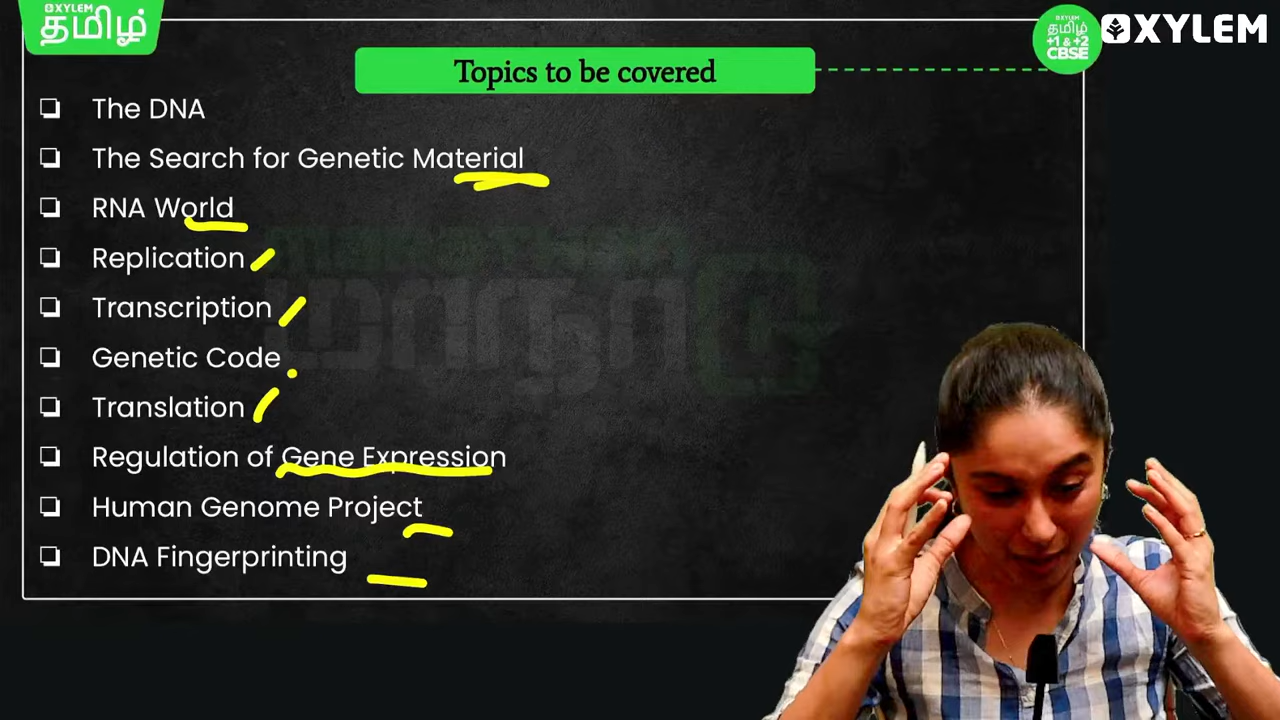 OXYLEM
தமிழ்
OXYLEM
தமிழ்
+1 & +2
CBSE
OXYLEM
Topics to be covered
❏ The DNA
❏ The Search for Genetic Material
❏ RNA World
❏ Replication
❏ Transcription
❏ Genetic Code
❏ Translation
❏ Regulation of Gene Expression
❏ Human Genome Project
❏ DNA Fingerprinting